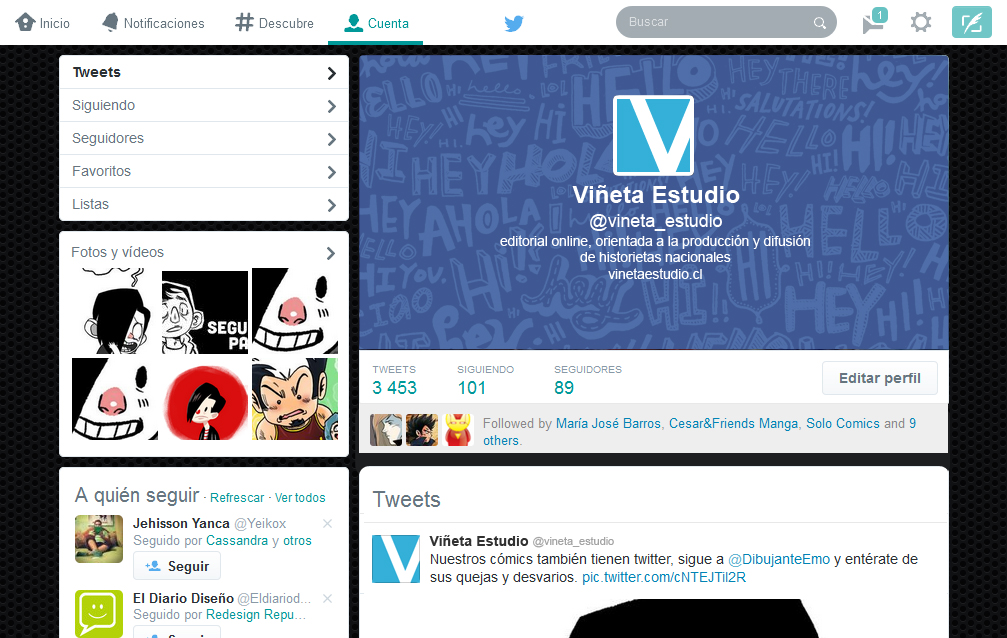 Inicio
Notificaciones
Descubre
Cuenta
Buscar
1
Tweets
Siguiendo
Seguidores
Favoritos
Listas
Fotos y vídeos
SEGU
PA
A quién seguir · Refrescar · Ver todos
Jehisson Yanca @Yeikox
Seguido por Cassandra y otros
Seguir
El Diario Diseño @Eldiariod...
Seguido por Redesign Repu...
Seguir
Viñeta Estudio
@vineta_estudio
editorial online, orientada a la producción y difusión
de historietas nacionales
vinetaestudio.cl
TWEETS
3 453
SIGUIENDO
101
SEGUIDORES
89
Editar perfil
Followed by María José Barros, Cesar&Friends Manga, Solo Comics and 9
others.
Tweets
Viñeta Estudio @vineta_estudio
Nuestros cómics también tienen twitter, sigue a @DibujanteEmo y entérate de
sus quejas y desvarios. pic.twitter.com/cNTEJTil2R